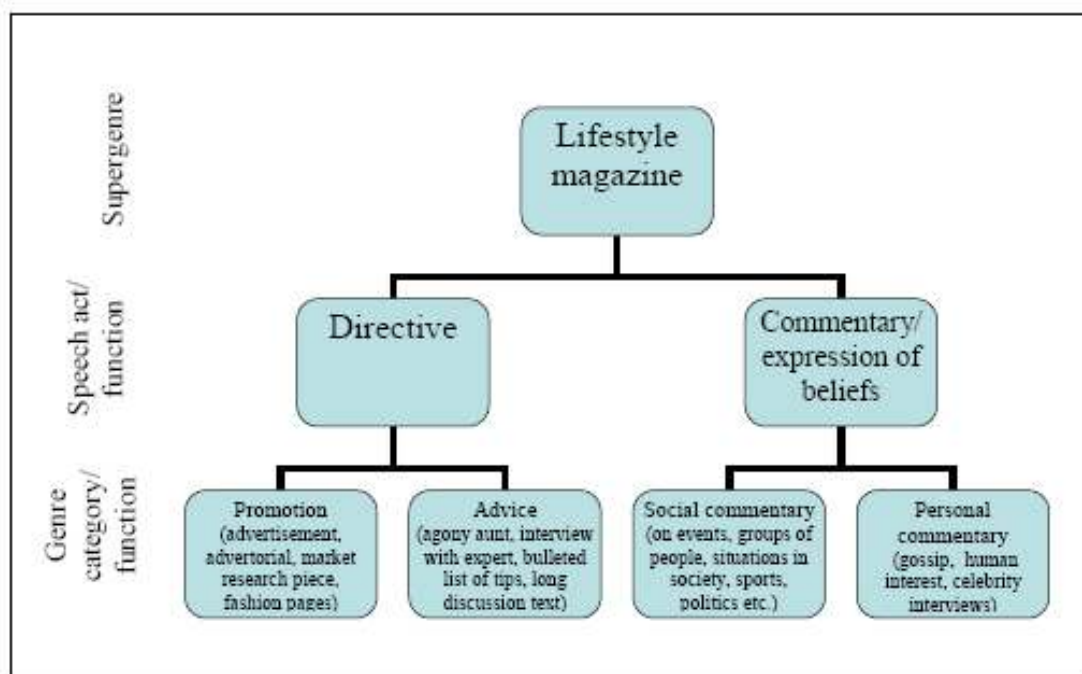 Supergenre
Lifestyle
magazine
Speech act/
function
Directive
Commentary/
expression of
beliefs
Genre
category/
function
Promotion
(advertisement,
advertorial, market
research piece,
fashion pages)
Advice
(agony aunt, interview
with expert, bulleted
list of tips, long
discussion text)
Social commentary
(on events, groups of
people, situations in
society, sports,
politics etc.)
Personal
commentary
(gossip, human
interest, celebrity
interviews)